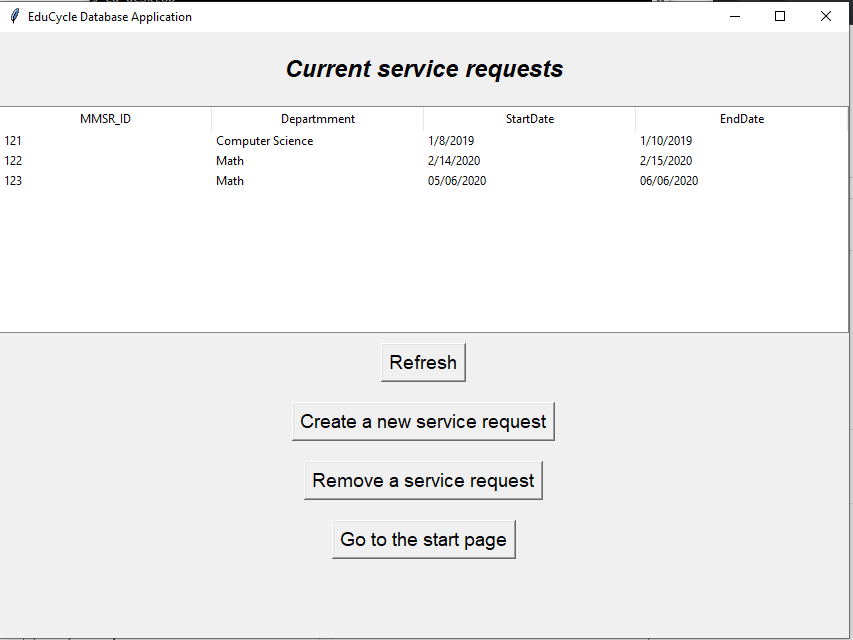 EduCycle Database Application
Current service requests
MMSR_ID Departmment StartDate EndDate
121 Computer Science 1/8/2019 1/10/2019
122 Math 2/14/2020 2/15/2020
123 Math 05/06/2020 06/06/2020
Refresh
Create a new service request
Remove a service request
Go to the start page